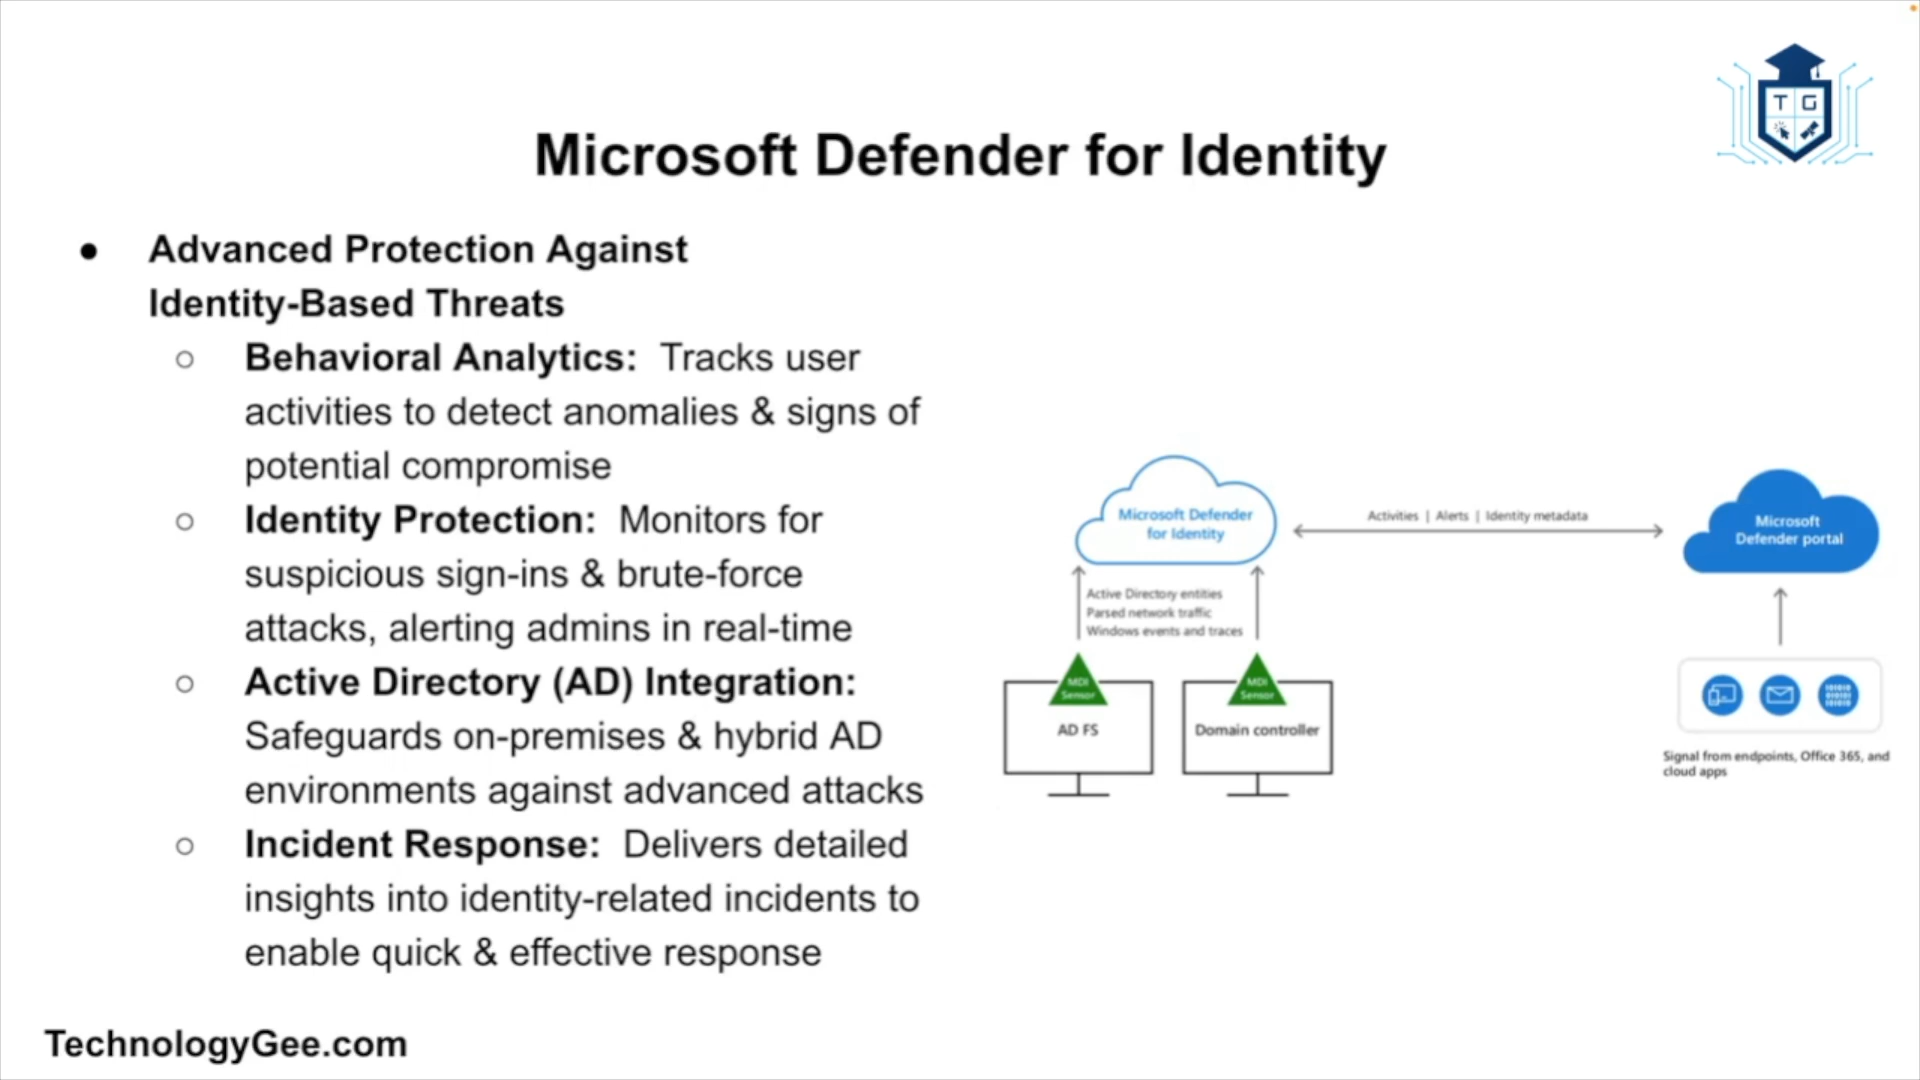 T G
Microsoft Defender for Identity
● Advanced Protection Against
Identity-Based Threats
○ Behavioral Analytics: Tracks user
activities to detect anomalies & signs of
potential compromise
○ Identity Protection: Monitors for
suspicious sign-ins & brute-force
attacks, alerting admins in real-time
○ Active Directory (AD) Integration:
Safeguards on-premises & hybrid AD
environments against advanced attacks
○ Incident Response: Delivers detailed
insights into identity-related incidents to
enable quick & effective response
Microsoft Defender
for Identity
Activities | Alerts | Identity metadata
Microsoft
Defender portal
Active Directory entities
Parsed network traffic
Windows events and traces
MDI
Sensor
AD FS
MDI
Sensor
Domain controller
Signal from endpoints, Office 365, and
cloud apps
TechnologyGee.com